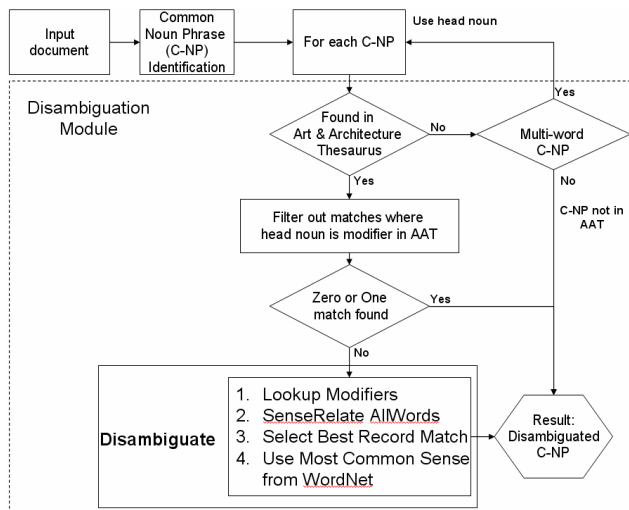 Input
document
Common
Noun Phrase
(C-NP)
Identification
For each C-NP
Use head noun
Disambiguation
Module
Found in
Art & Architecture
Thesaurus
No
Multi-word
C-NP
Yes
Yes
No
C-NP not in
AAT
Filter out matches where
head noun is modifier in AAT
Zero or One
match found
Yes
No
Disambiguate
1. Lookup Modifiers
2. SenseRelate AllWords
3. Select Best Record Match
4. Use Most Common Sense
from WordNet
Result:
Disambiguated
C-NP